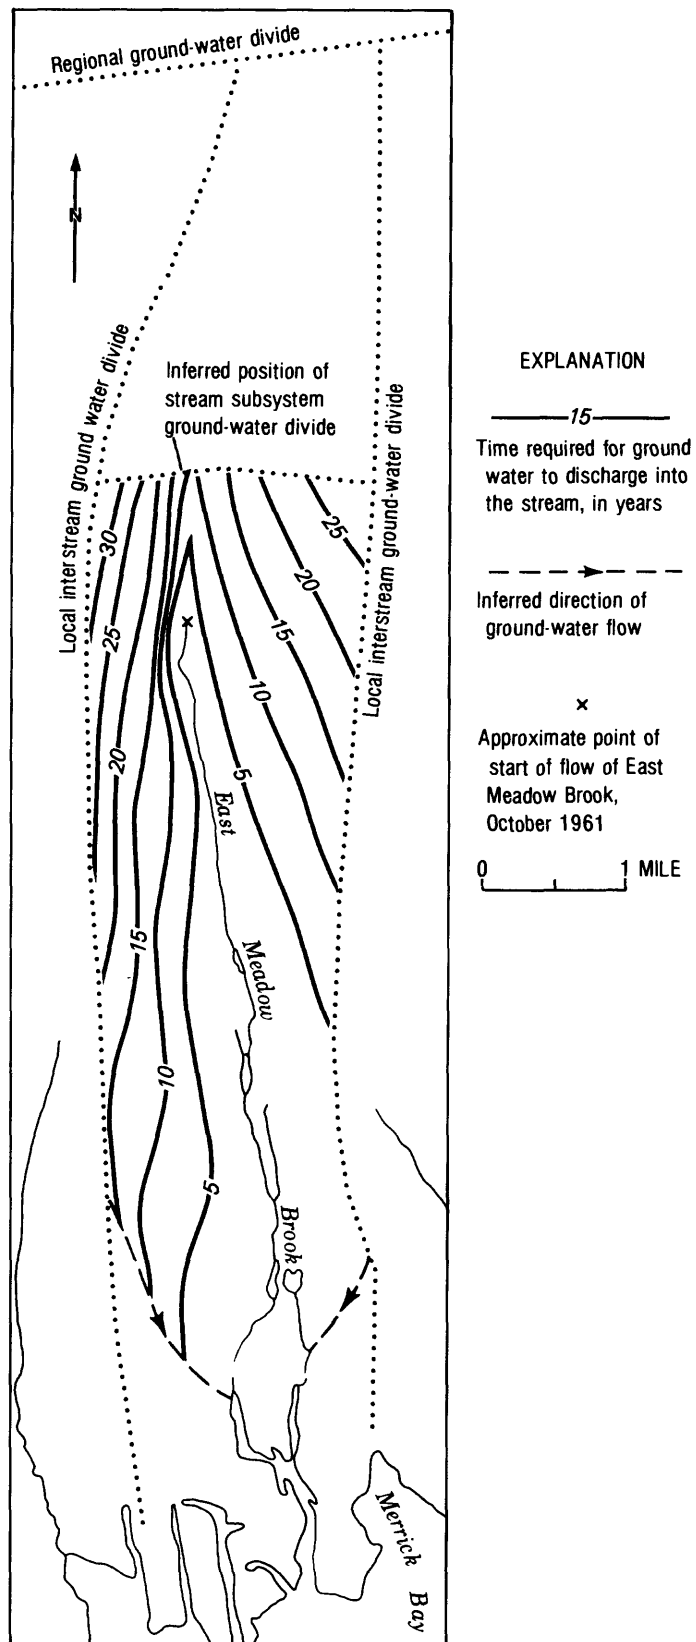 Regional ground-water divide
N
Local interstream ground water divide
Inferred position of
stream subsystem
ground-water divide
Local interstream ground-water divide
30
25
20
15
10
5
25
20
15
10
5
East
Meadow
Brook
Merrick
Bay
EXPLANATION
15
Time required for ground
water to discharge into
the stream, in years
Inferred direction of
ground-water flow
×
Approximate point of
start of flow of East
Meadow Brook,
October 1961
0 1 MILE